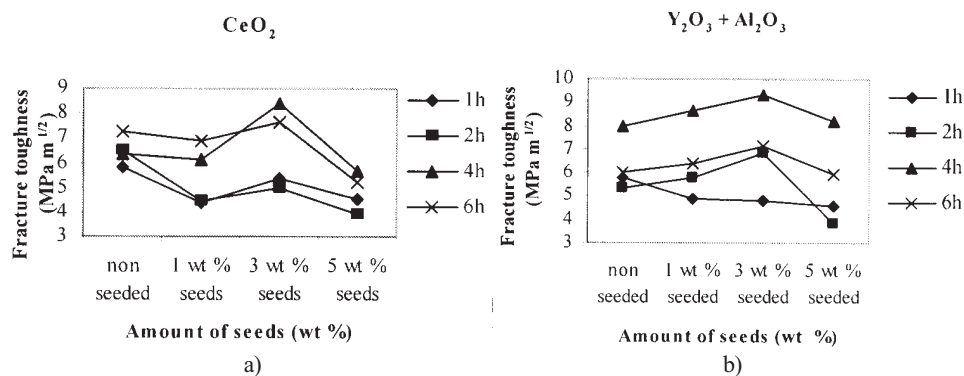 CeO2
Fracture toughness
(MPa m 1/2)
9
8
7
6
5
4
3
non
seeded
1 wt %
seeds
3 wt %
seeds
5 wt %
seeds
Amount of seeds (wt %)
1h
2h
4h
6h
a)
Y2O3 + Al2O3
Fracture toughness
(MPa m 1/2)
10
9
8
7
6
5
4
3
non
seeded
1 wt %
seeded
3 wt %
seeded
5 wt %
seeded
Amount of seeds (wt %)
1h
2h
4h
6h
b)